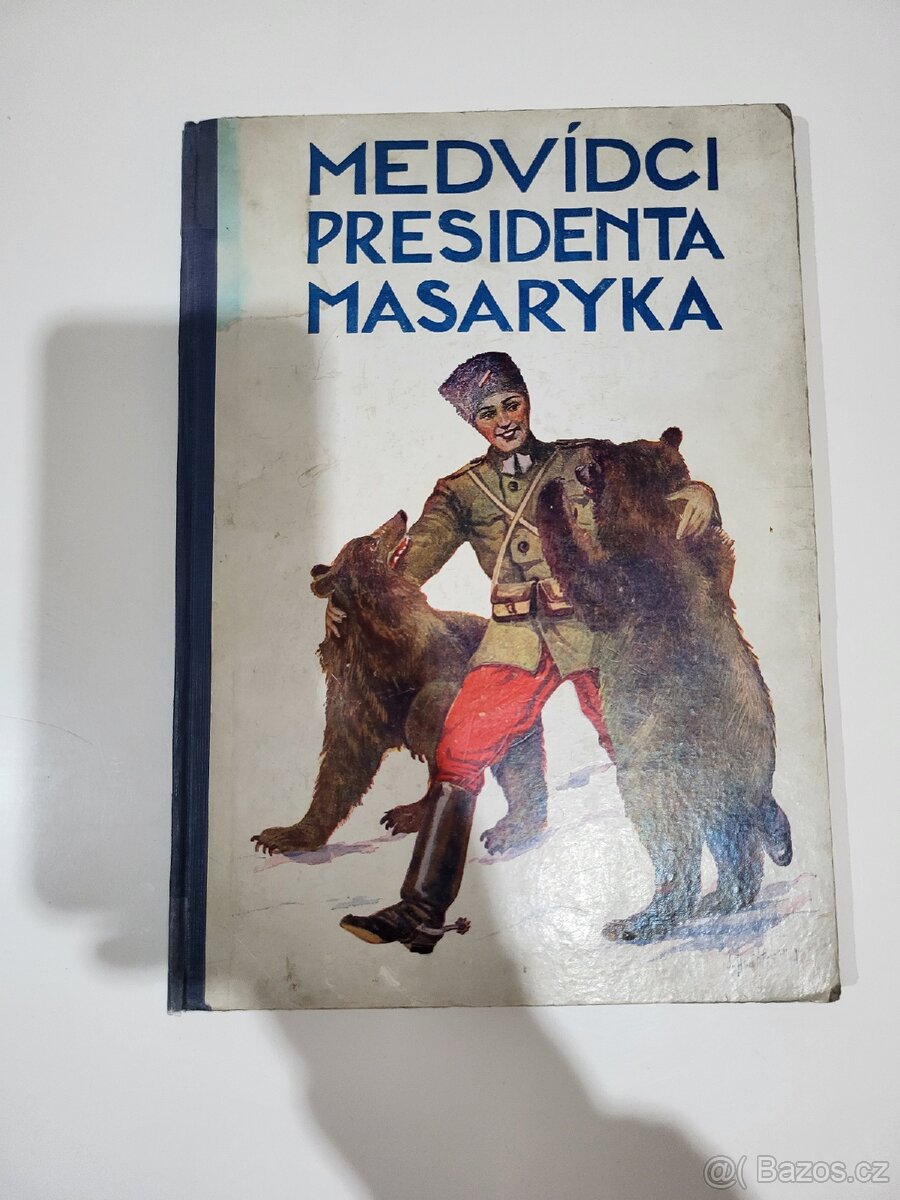 MEDVÍDCI
PRESIDENTA
MASARYKA
@( Bazos.cz